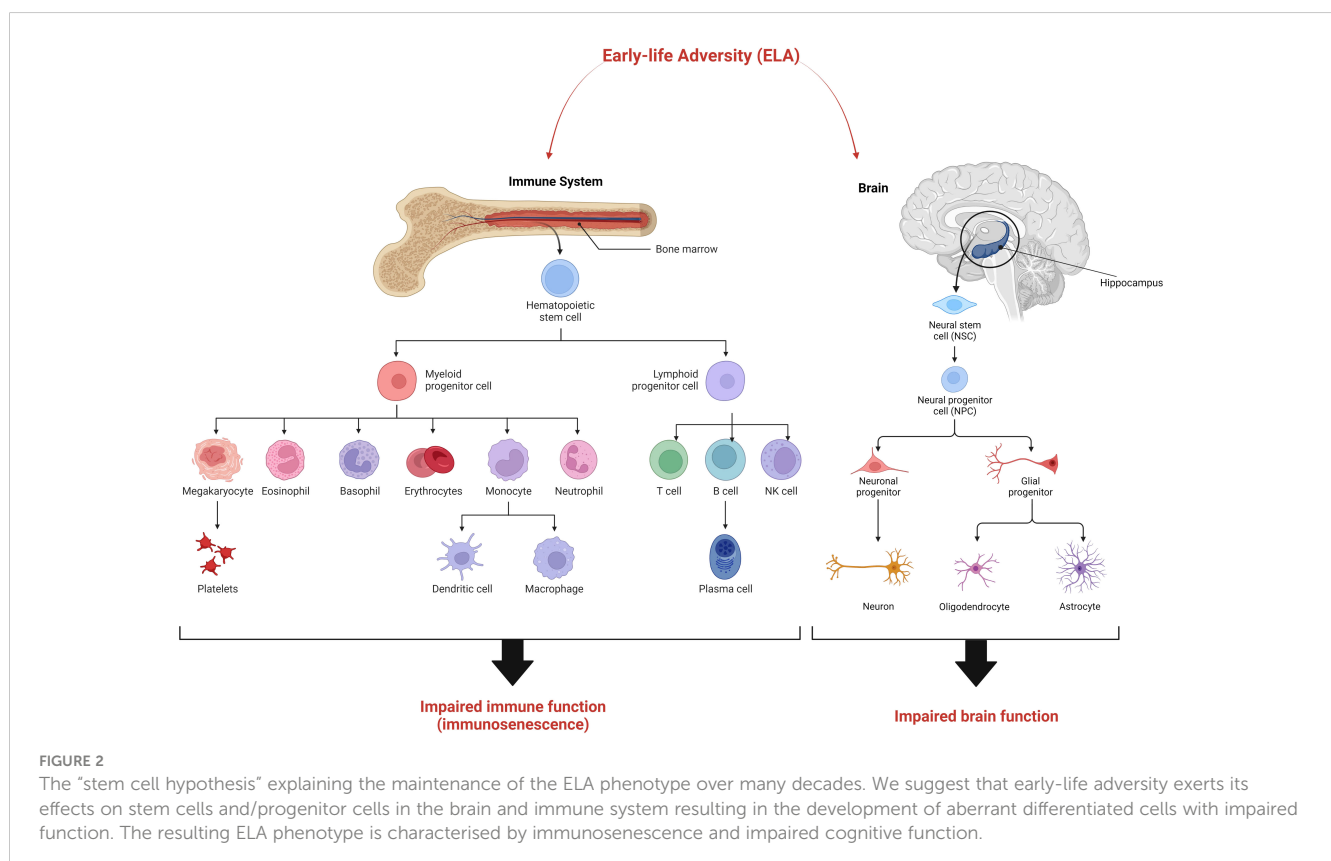 Early-life Adversity (ELA)
Immune System
Brain
Bone marrow
Hippocampus
Hematopoietic
stem cell
Neural stem
cell (NSC)
Myeloid
progenitor cell
Lymphoid
progenitor cell
Neural progenitor
cell (NPC)
Megakaryocyte
Eosinophil
Basophil
Erythrocytes
Monocyte
Neutrophil
T cell
B cell
NK cell
Neuronal
progenitor
Glial
progenitor
Platelets
Dendritic cell
Macrophage
Plasma cell
Neuron
Oligodendrocyte
Astrocyte
Impaired immune function
(immunosenescence)
Impaired brain function
FIGURE 2
The “stem cell hypothesis” explaining the maintenance of the ELA phenotype over many decades. We suggest that early-life adversity exerts its
effects on stem cells and/progenitor cells in the brain and immune system resulting in the development of aberrant differentiated cells with impaired
function. The resulting ELA phenotype is characterised by immunosenescence and impaired cognitive function.